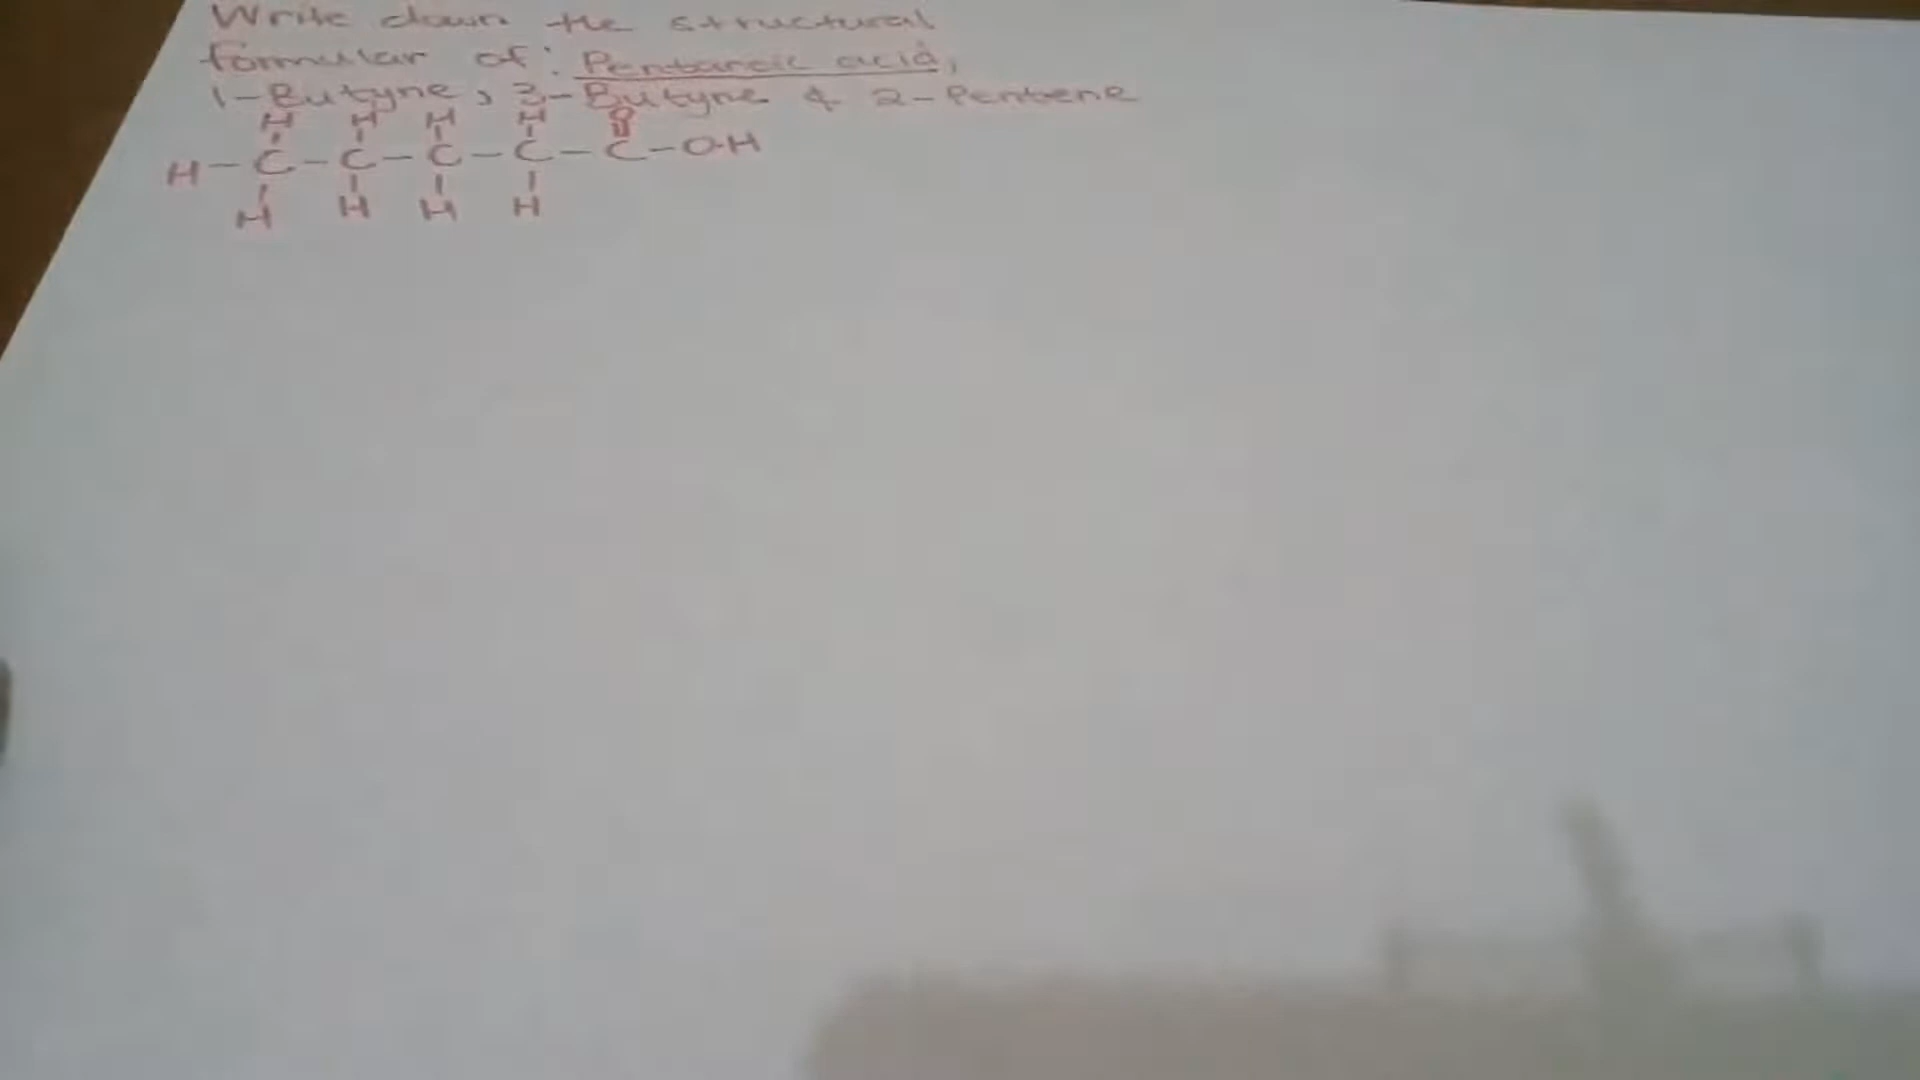 Write down the structural
formular of: Pentanoic acid,
1-Butyne, 3-Butyne & 2-Pentene
H H H H O
H-C-C-C-C-C-OH
H H H H